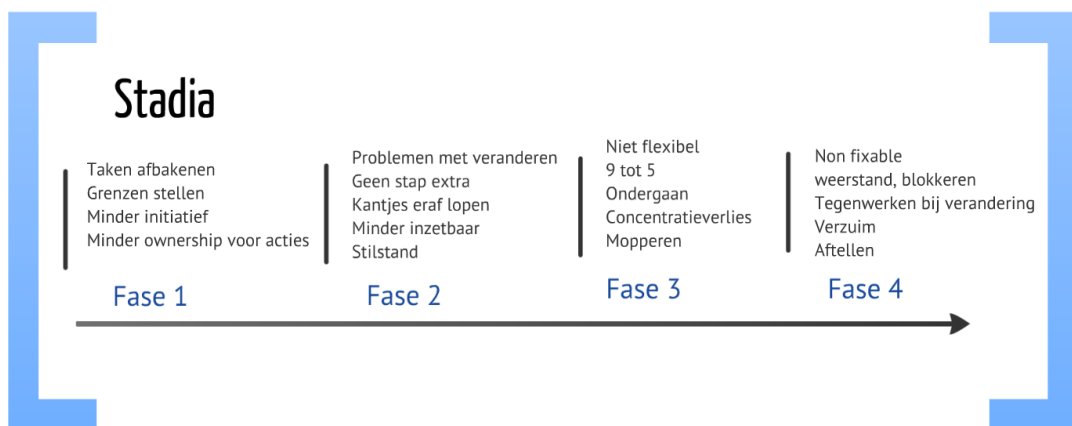 Stadia
Taken afbakenen
Grenzen stellen
Minder initiatief
Minder ownership voor acties
Fase 1
Problemen met veranderen
Geen stap extra
Kantjes eraf lopen
Minder inzetbaar
Stilstand
Fase 2
Niet flexibel
9 tot 5
Ondergaan
Concentratieverlies
Mopperen
Fase 3
Non fixable
weerstand, blokkeren
Tegenwerken bij verandering
Verzuim
Aftellen
Fase 4